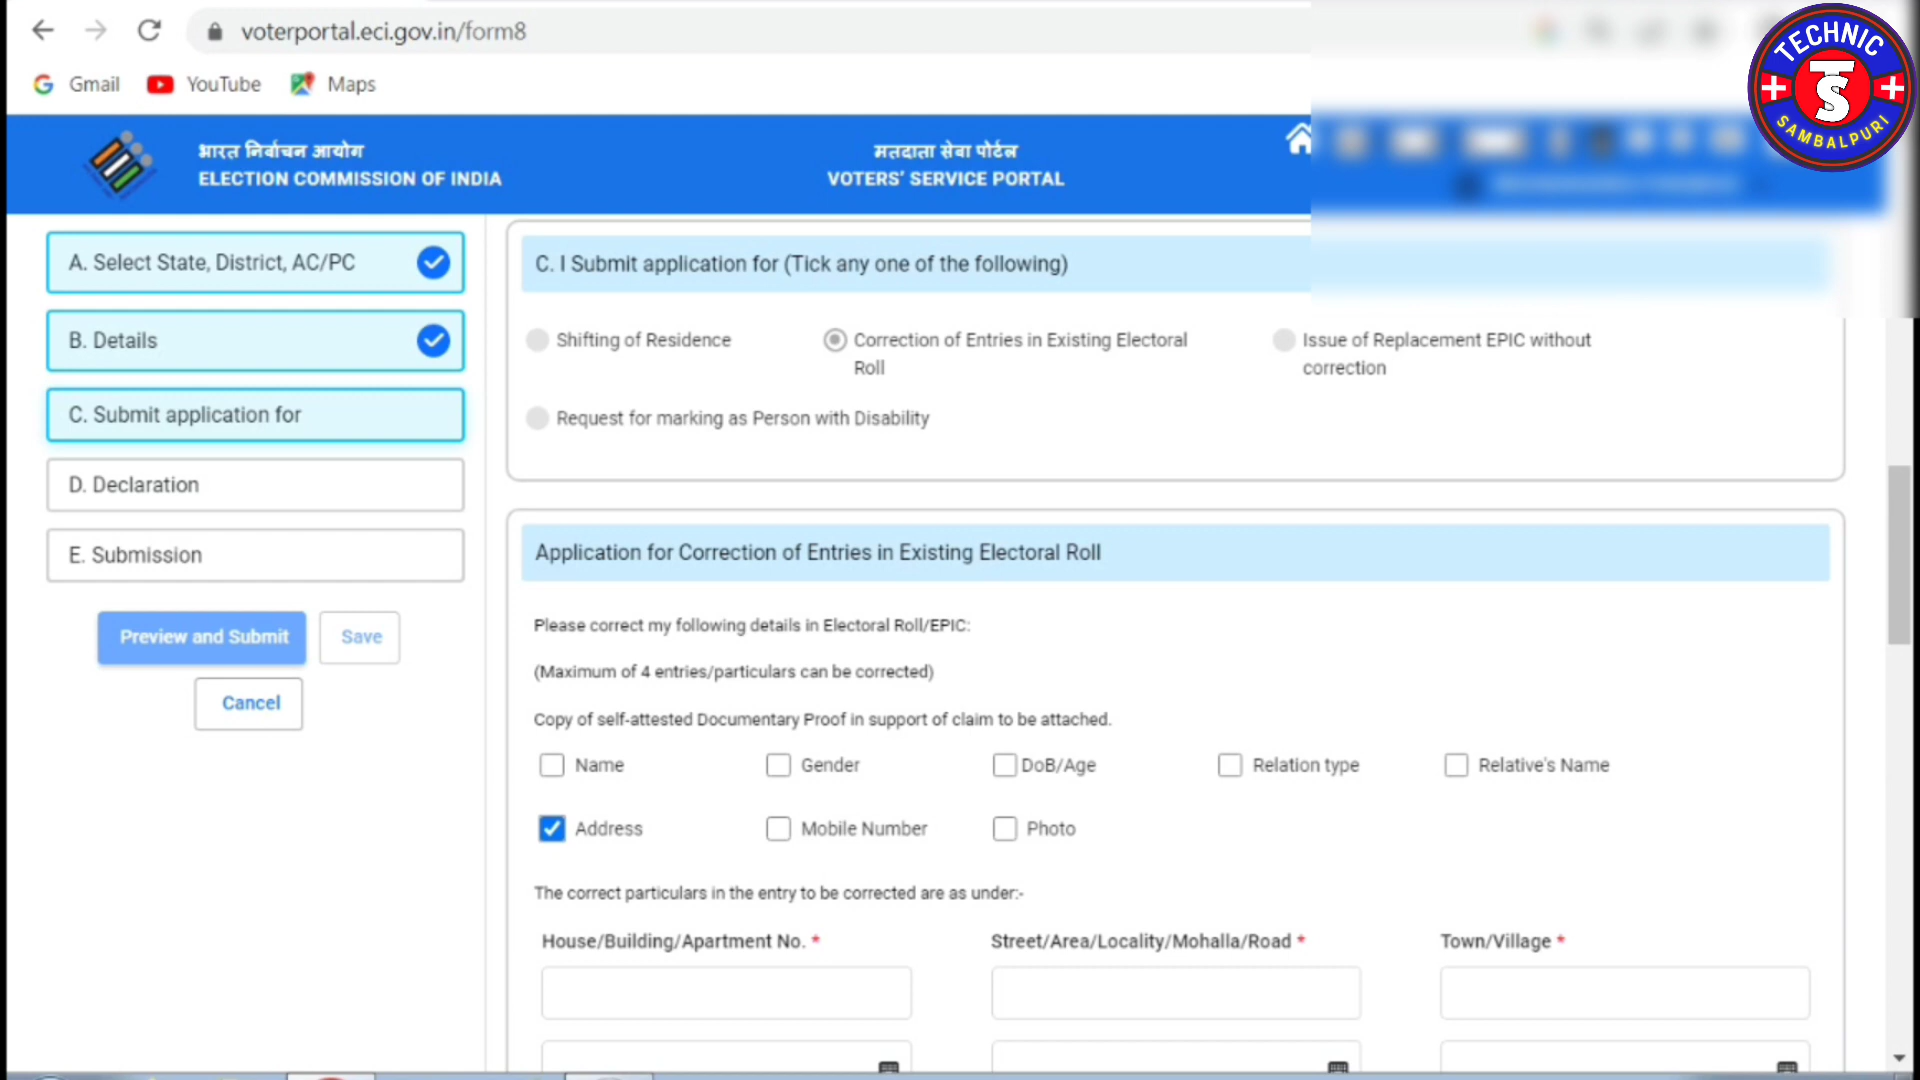 voterportal.eci.gov.in/form8
TECHNIC
TS
SAMBALPURI
Gmail YouTube Maps
भारत निर्वाचन आयोग
ELECTION COMMISSION OF INDIA
मतदाता सेवा पोर्टल
VOTERS' SERVICE PORTAL
A. Select State, District, AC/PC
B. Details
C. Submit application for
D. Declaration
E. Submission
Preview and Submit Save
Cancel
C. I Submit application for (Tick any one of the following)
Shifting of Residence
Correction of Entries in Existing Electoral
Roll
Issue of Replacement EPIC without
correction
Request for marking as Person with Disability
Application for Correction of Entries in Existing Electoral Roll
Please correct my following details in Electoral Roll/EPIC:
(Maximum of 4 entries/particulars can be corrected)
Copy of self-attested Documentary Proof in support of claim to be attached.
Name Gender DoB/Age Relation type Relative's Name
Address Mobile Number Photo
The correct particulars in the entry to be corrected are as under:-
House/Building/Apartment No. * Street/Area/Locality/Mohalla/Road * Town/Village *